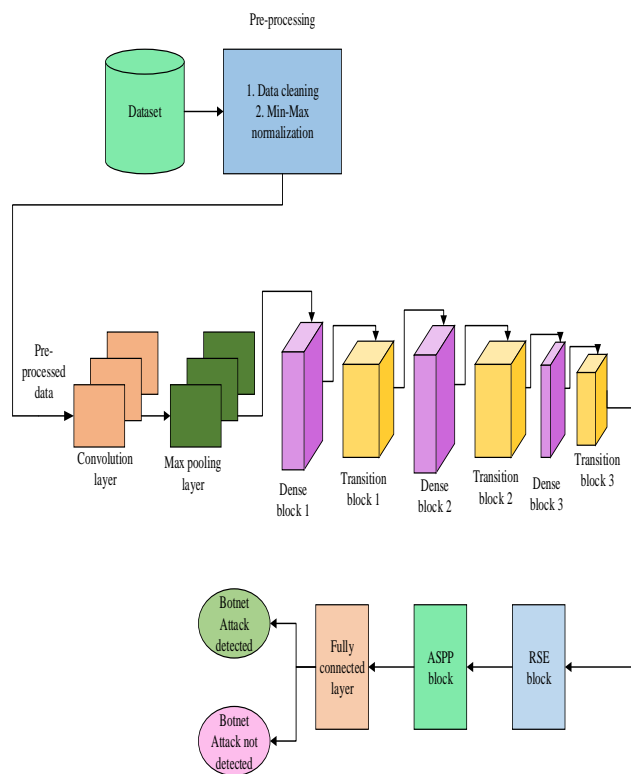 Pre-processing
Dataset
1. Data cleaning
2. Min-Max
normalization
Pre-
processed
data
Convolution
layer
Max pooling
layer
Dense
block 1
Transition
block 1
Dense
block 2
Transition
block 2
Dense
block 3
Transition
block 3
Botnet
Attack
detected
Botnet
Attack not
detected
Fully
connected
layer
ASPP
block
RSE
block